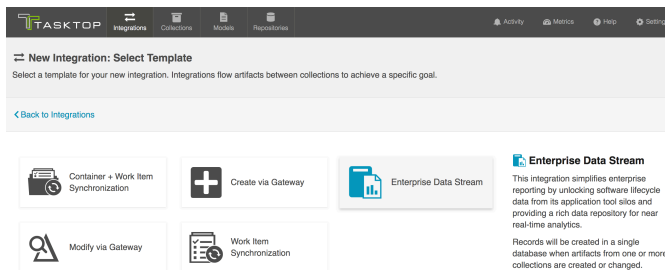 TASKTOP
Integrations
Collections
Models
Repositories
Activity
Metrics
Help
Setting
New Integration: Select Template
Select a template for your new integration. Integrations flow artifacts between collections to achieve a specific goal.
Back to Integrations
Container + Work Item
Synchronization
Create via Gateway
Enterprise Data Stream
Modify via Gateway
Work Item
Synchronization
Enterprise Data Stream
This integration simplifies enterprise
reporting by unlocking software lifecycle
data from its application tool silos and
providing a rich data repository for near
real-time analytics.
Records will be created in a single
database when artifacts from one or more
collections are created or changed.